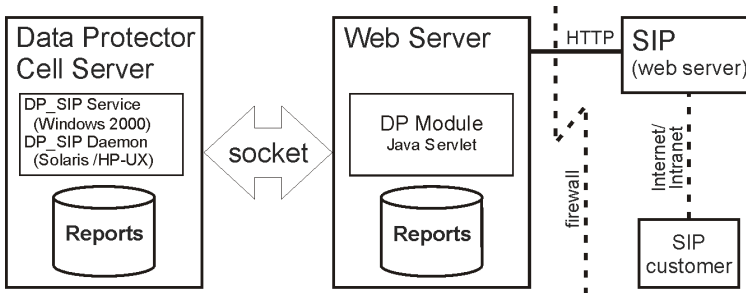 Data Protector
Cell Server
DP_SIP Service
(Windows 2000)
DP_SIP Daemon
(Solaris /HP-UX)
Reports
socket
Web Server
DP Module
Java Servlet
Reports
HTTP
firewall
SIP
(web server)
Internet/
Intranet
SIP
customer